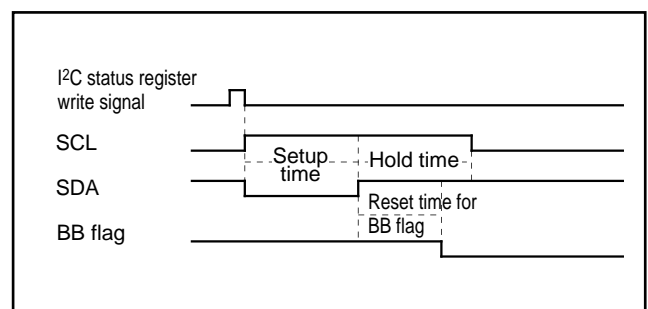 I²C status register
write signal
SCL
Setup
time
Hold time
SDA
Reset time for
BB flag
BB flag